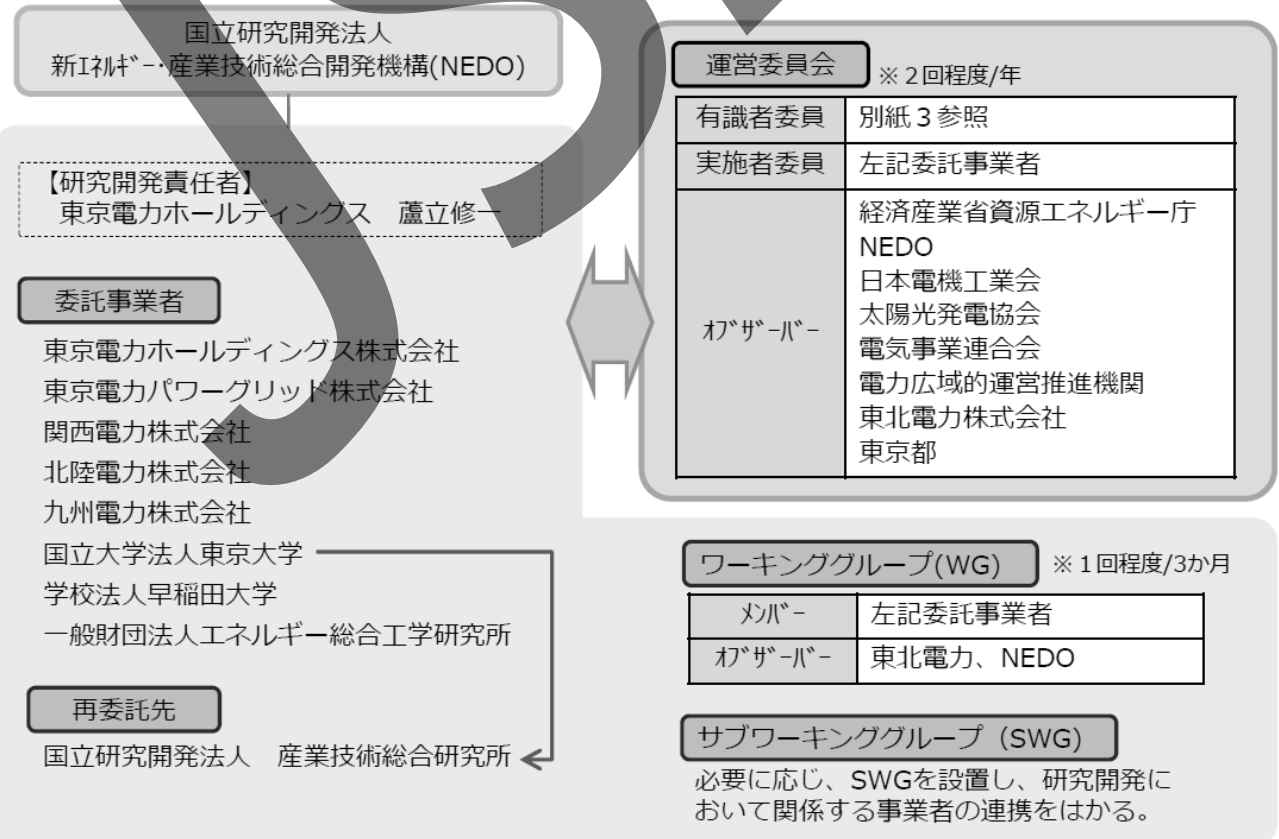 国立研究開発法人
新ｴﾈﾙｷﾞｰ･産業技術総合開発機構(NEDO)
【研究開発責任者】
東京電力ホールディングス　蘆立修一
委託事業者
東京電力ホールディングス株式会社
東京電力パワーグリッド株式会社
関西電力株式会社
北陸電力株式会社
九州電力株式会社
国立大学法人東京大学
学校法人早稲田大学
一般財団法人エネルギー総合工学研究所
再委託先
国立研究開発法人　産業技術総合研究所
運営委員会 ※２回程度/年
有識者委員 別紙３参照
実施者委員 左記委託事業者
ｵﾌﾞｻﾞｰﾊﾞｰ
経済産業省資源エネルギー庁
NEDO
日本電機工業会
太陽光発電協会
電気事業連合会
電力広域的運営推進機関
東北電力株式会社
東京都
ワーキンググループ(WG) ※１回程度/3か月
ﾒﾝﾊﾞｰ 左記委託事業者
ｵﾌﾞｻﾞｰﾊﾞｰ 東北電力、NEDO
サブワーキンググループ（SWG）
必要に応じ、SWGを設置し、研究開発に
おいて関係する事業者の連携をはかる。